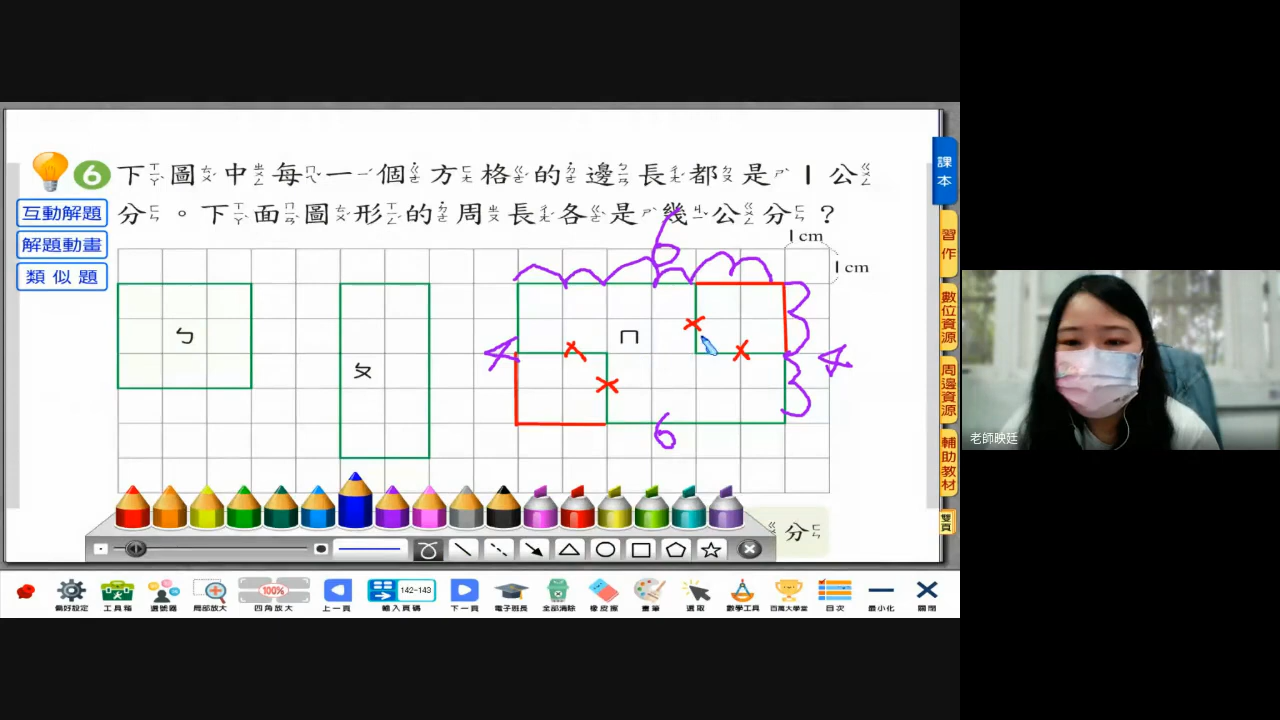 6 下圖中每一個方格的邊長都是1公
分。下面圖形的周長各是幾公分?
互動解題
解題動畫
類似題
1cm
1cm
6
ㄅ
ㄆ
ㄇ
4
4
6
分
課本
習作
數位資源
周邊資源
輔助教材
雙頁
老師映廷
100%
142-143
偏好設定
工具箱
選號器
局部放大
四角放大
上一頁
輸入頁碼
下一頁
電子班長
全部清除
橡皮擦
畫筆
選取
數學工具
百萬大學堂
目次
最小化
關閉